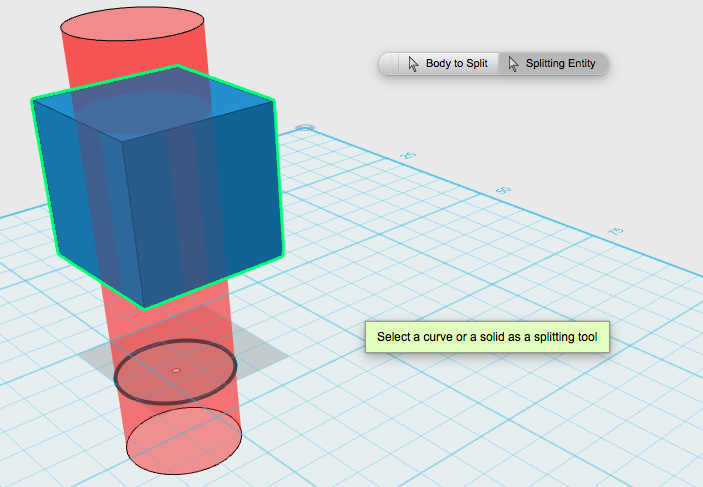 Body to Split
Splitting Entity
25
50
75
Select a curve or a solid as a splitting tool